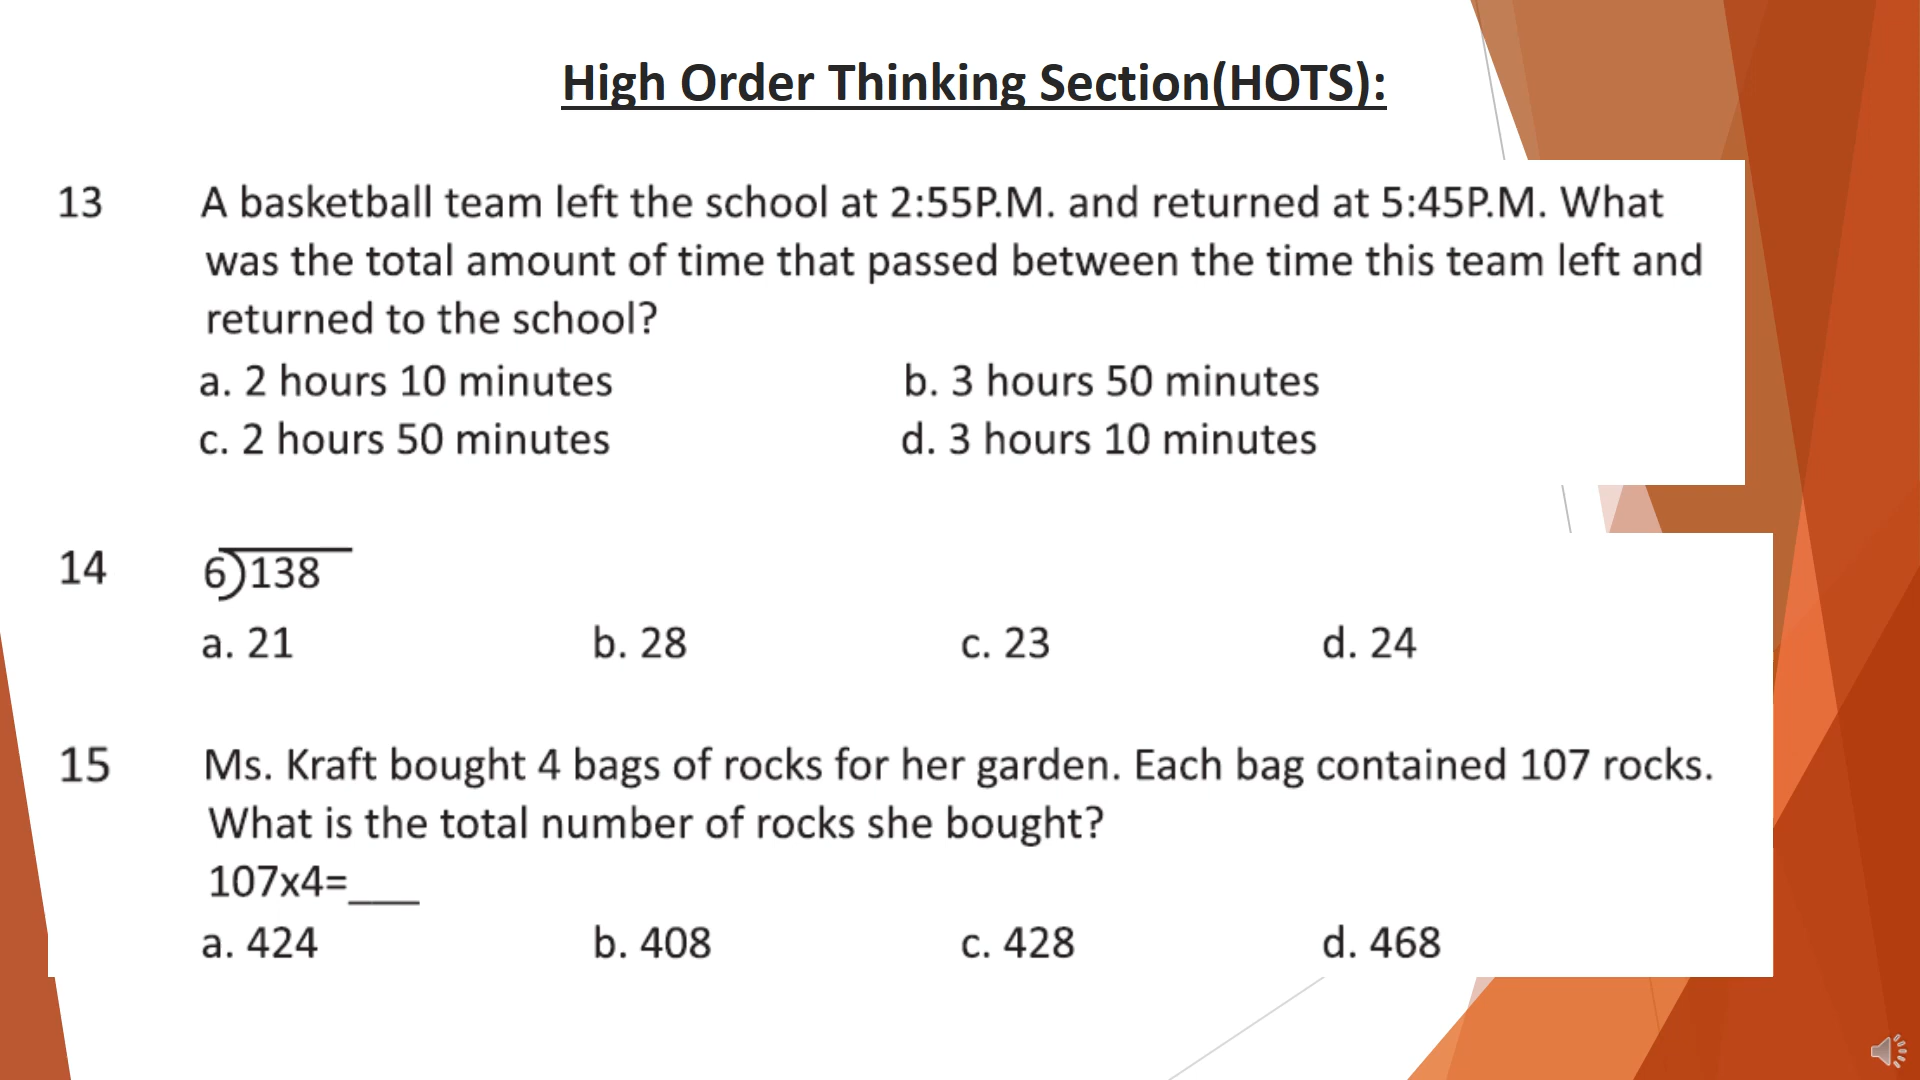 High Order Thinking Section(HOTS):
13 A basketball team left the school at 2:55P.M. and returned at 5:45P.M. What
was the total amount of time that passed between the time this team left and
returned to the school?
a. 2 hours 10 minutes b. 3 hours 50 minutes
c. 2 hours 50 minutes d. 3 hours 10 minutes
14 6)138
a. 21 b. 28 c. 23 d. 24
15 Ms. Kraft bought 4 bags of rocks for her garden. Each bag contained 107 rocks.
What is the total number of rocks she bought?
107x4=___
a. 424 b. 408 c. 428 d. 468